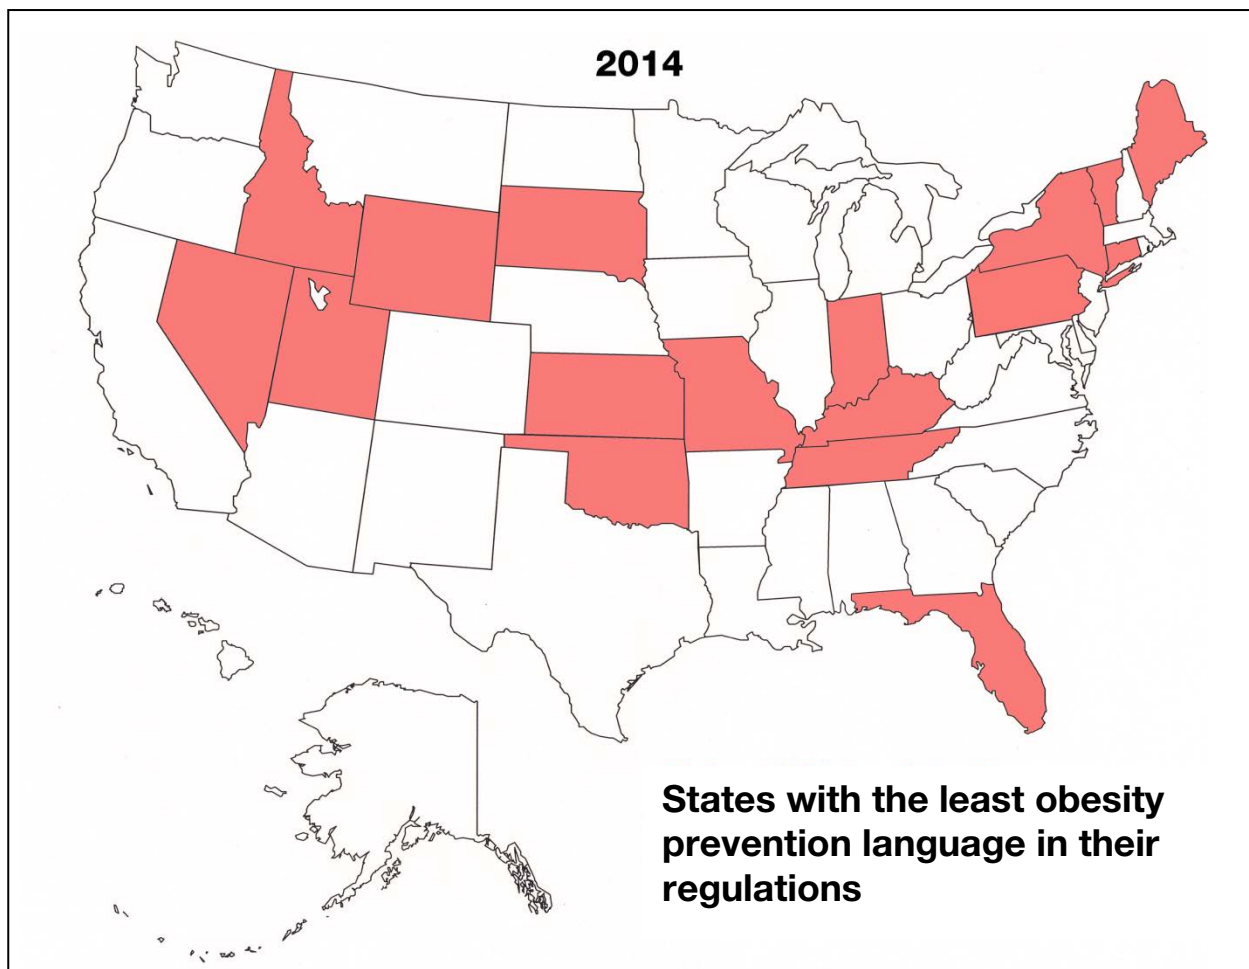 2014
States with the least obesity
prevention language in their
regulations